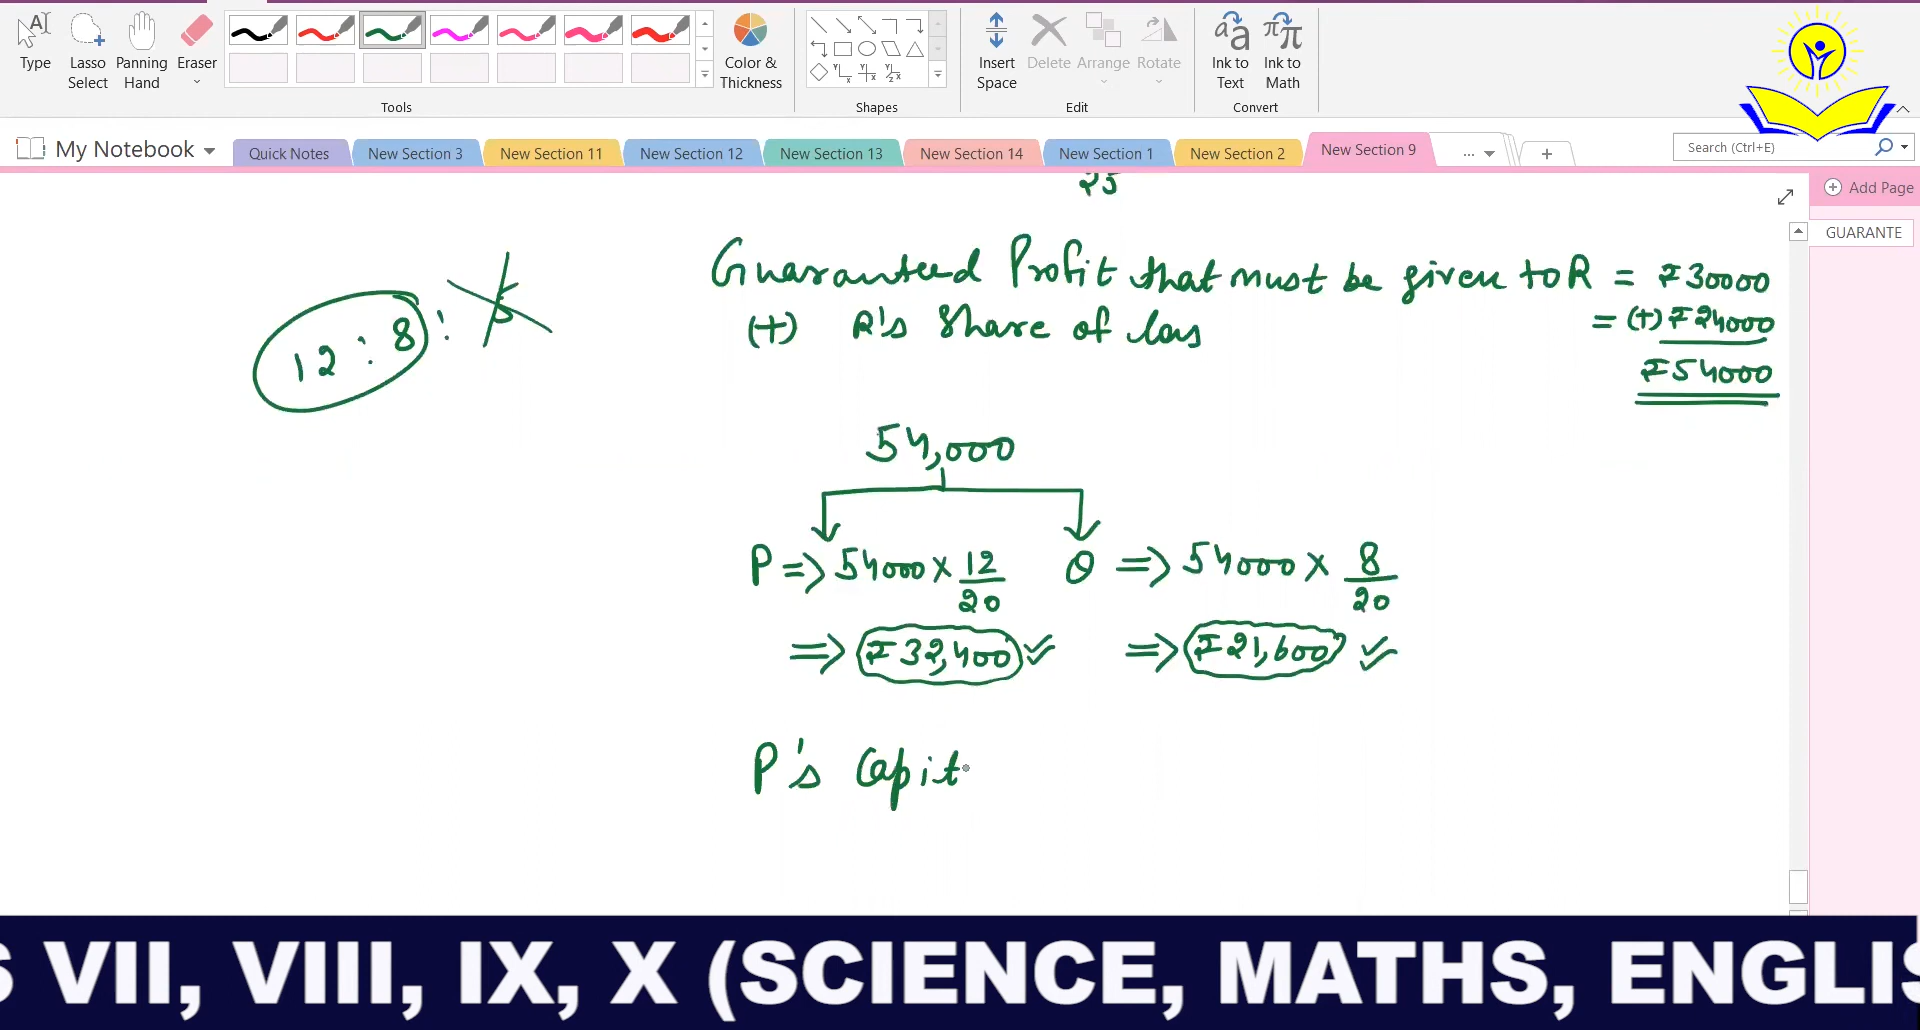 Type
Lasso Select
Panning Hand
Eraser
Color & Thickness
Insert Space
Delete
Arrange
Rotate
Ink to Text
Ink to Math
Tools
Shapes
Edit
Convert
My Notebook
Quick Notes
New Section 3
New Section 11
New Section 12
New Section 13
New Section 14
New Section 1
New Section 2
New Section 9
...
Search (Ctrl+E)
Add Page
GUARANTE
25
12 : 8 : 5
Guaranteed Profit that must be given to R = ₹30000
(+) R's Share of loss = (+) ₹24000
₹54000
54,000
P => 54000 × 12/20 Q => 54000 × 8/20
=> ₹32,400 => ₹21,600
P's Capit
S VII, VIII, IX, X (SCIENCE, MATHS, ENGLIS